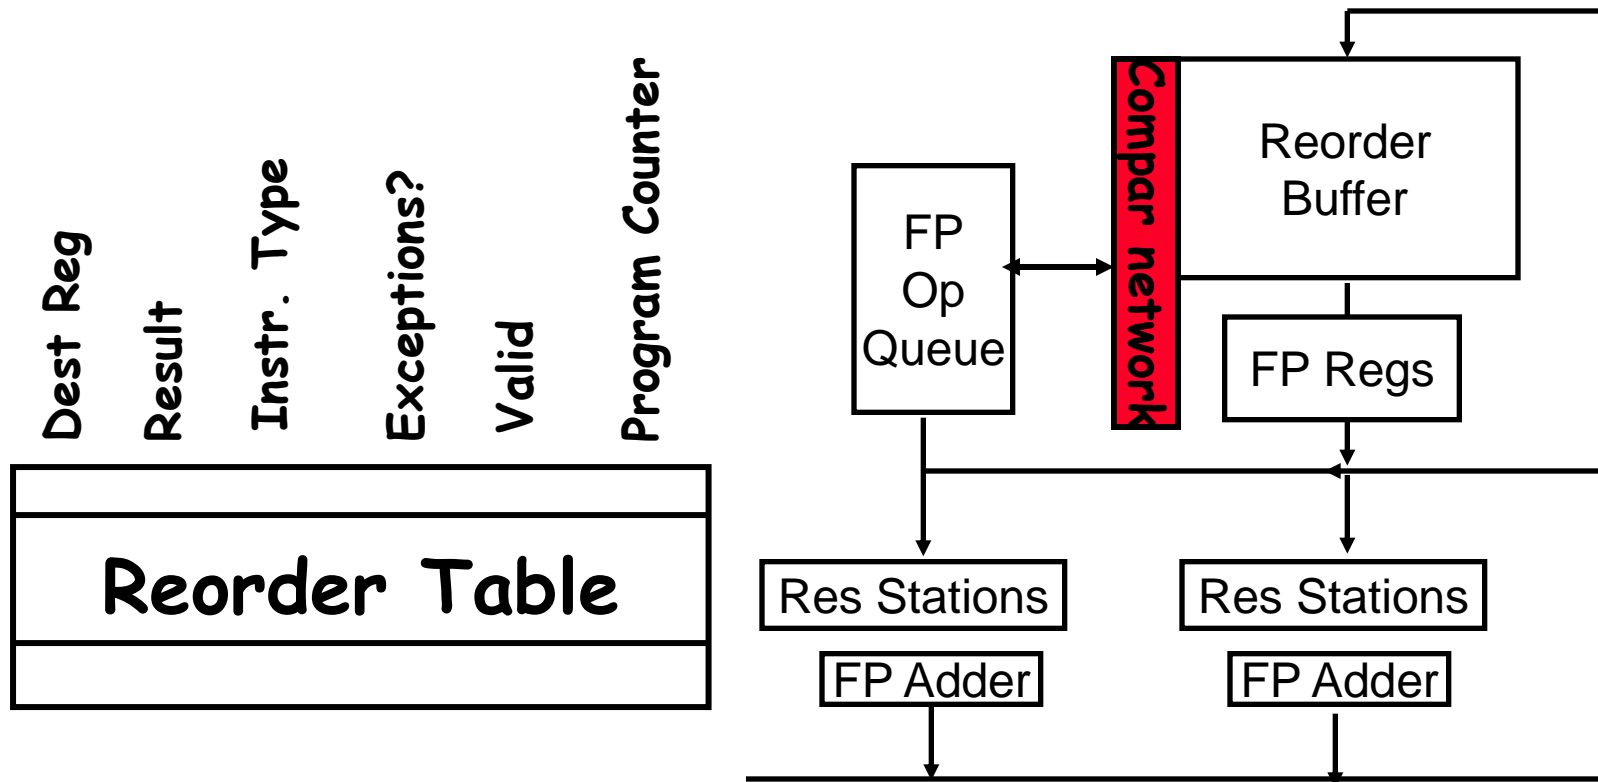 Dest Reg
Result
Instr. Type
Exceptions?
Valid
Program Counter
Reorder Table
Compar network
Reorder
Buffer
FP
Op
Queue
FP Regs
Res Stations
Res Stations
FP Adder
FP Adder